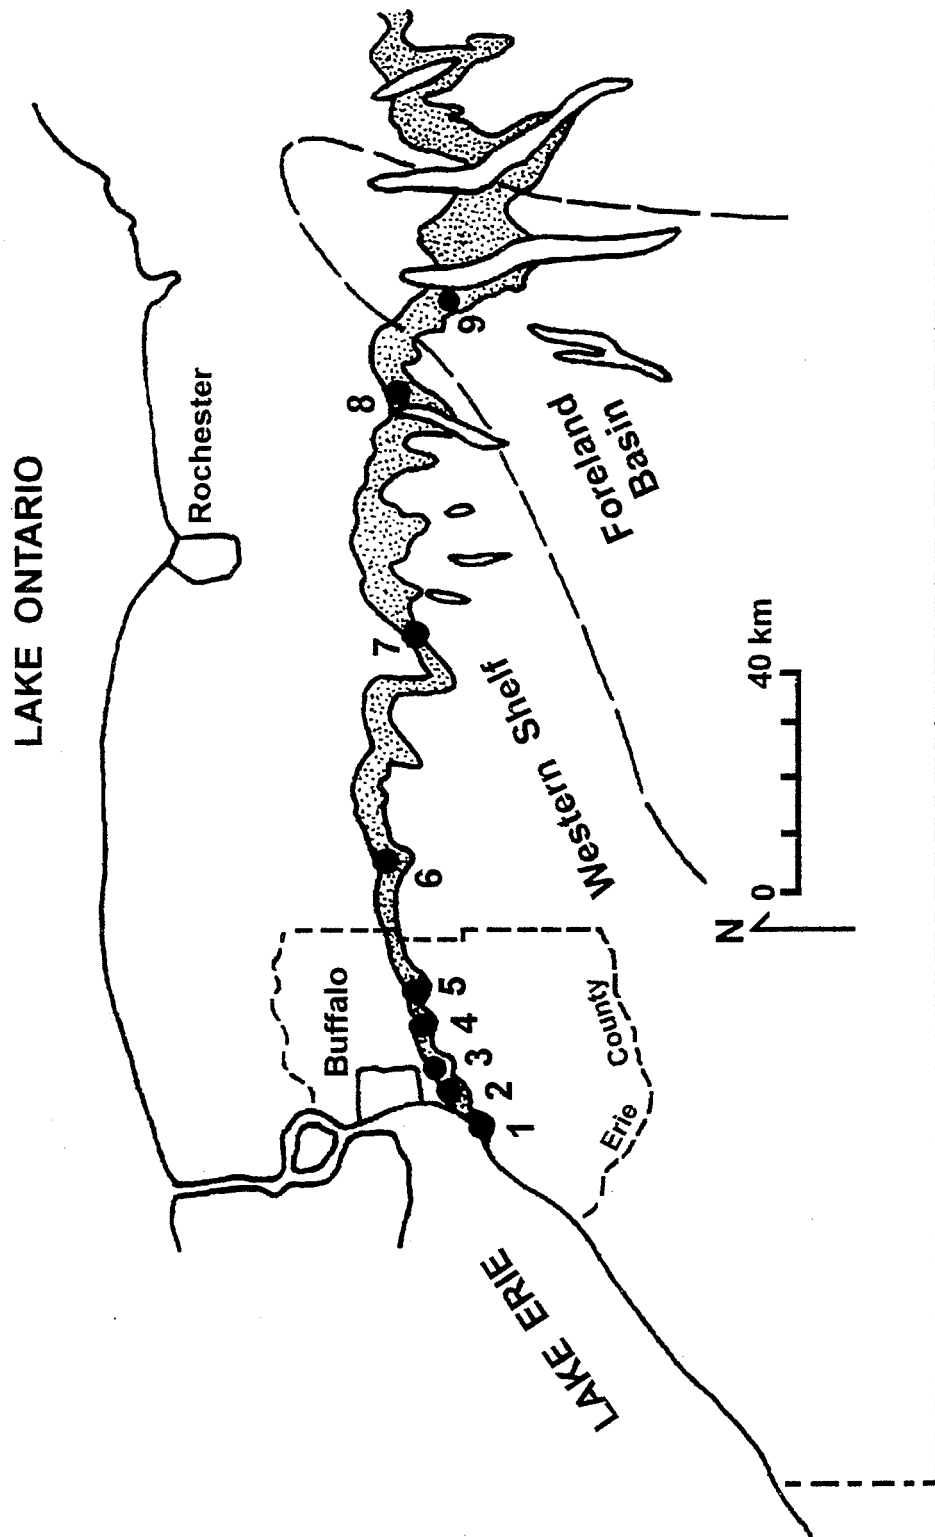 LAKE ONTARIO
Rochester
Buffalo
8
9
7
6
5
4
3
2
1
Foreland
Basin
Western Shelf
Erie County
LAKE ERIE
N
0 40 km